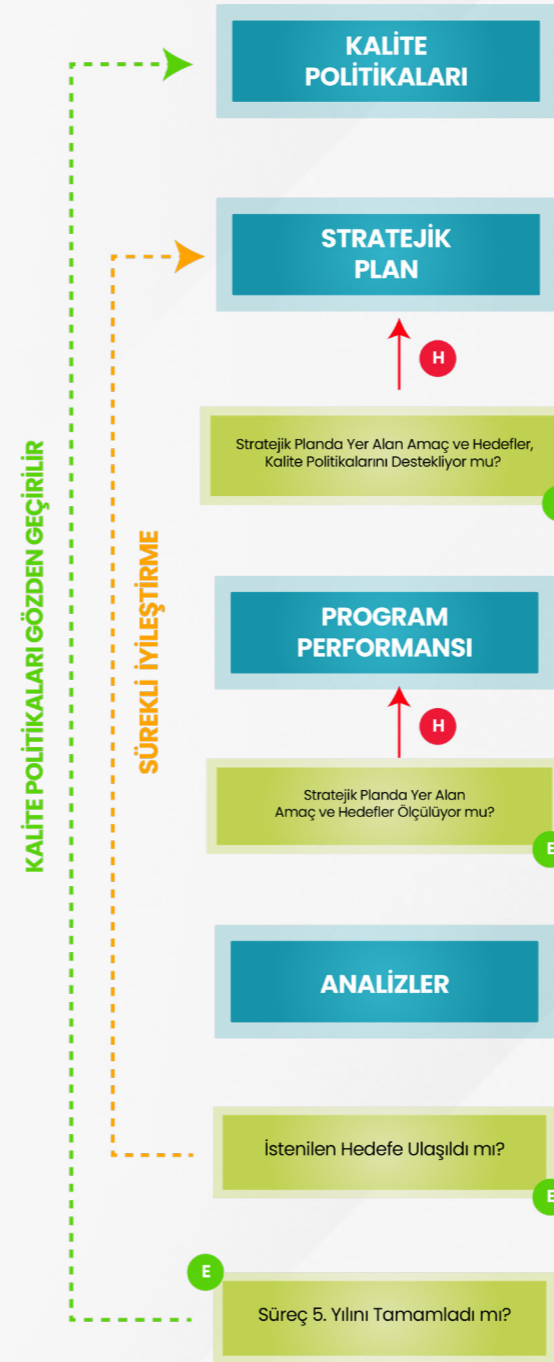 KALİTE
POLİTİKALARI
STRATEJİK
PLAN
H
Stratejik Planda Yer Alan Amaç ve Hedefler,
Kalite Politikalarını Destekliyor mu?
PROGRAM
PERFORMANSI
H
Stratejik Planda Yer Alan
Amaç ve Hedefler Ölçülüyor mu?
E
ANALİZLER
İstenilen Hedefe Ulaşıldı mı?
E
E
Süreç 5. Yılını Tamamladı mı?
KALİTE POLİTİKALARI GÖZDEN GEÇİRİLİR
SÜREKLİ İYİLEŞTİRME